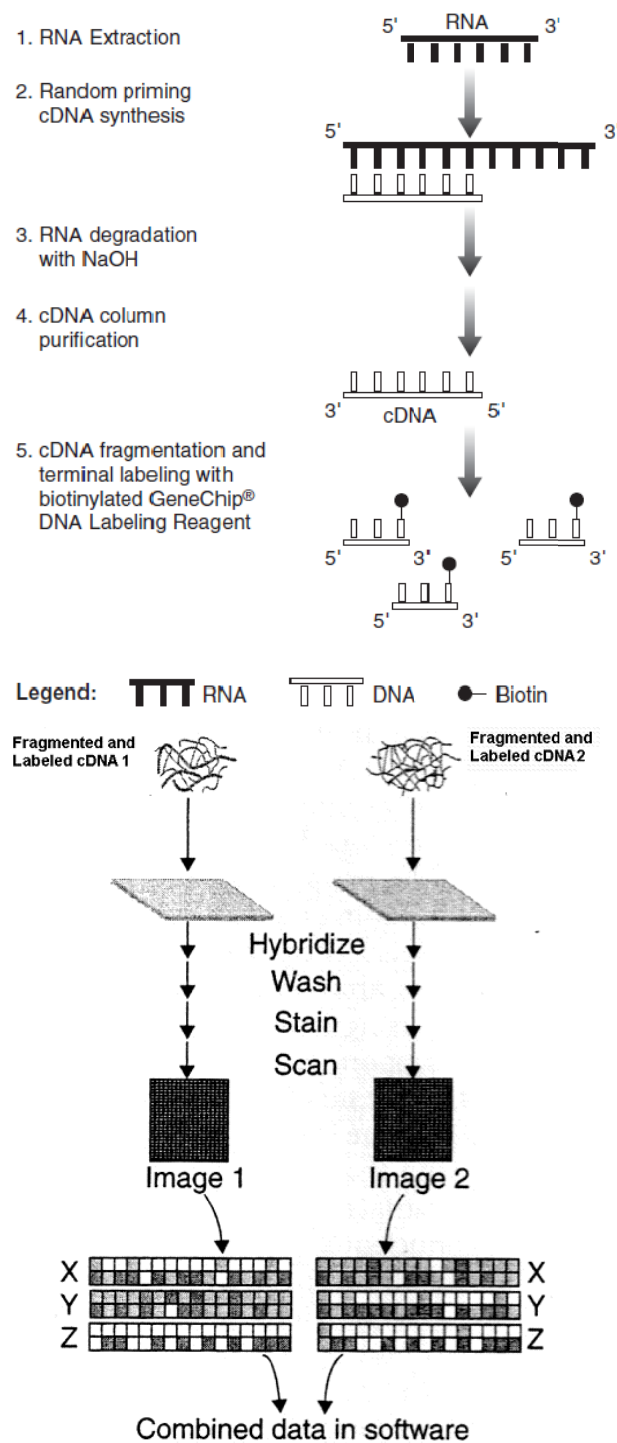 1. RNA Extraction
5' RNA 3'
2. Random priming
cDNA synthesis
5' 3'
3. RNA degradation
with NaOH
4. cDNA column
purification
3' cDNA 5'
5. cDNA fragmentation and
terminal labeling with
biotinylated GeneChip®
DNA Labeling Reagent
5' 3' 5' 3'
5' 3'
Legend: RNA DNA Biotin
Fragmented and
Labeled cDNA 1
Fragmented and
Labeled cDNA2
Hybridize
Wash
Stain
Scan
Image 1 Image 2
X X
Y Y
Z Z
Combined data in software